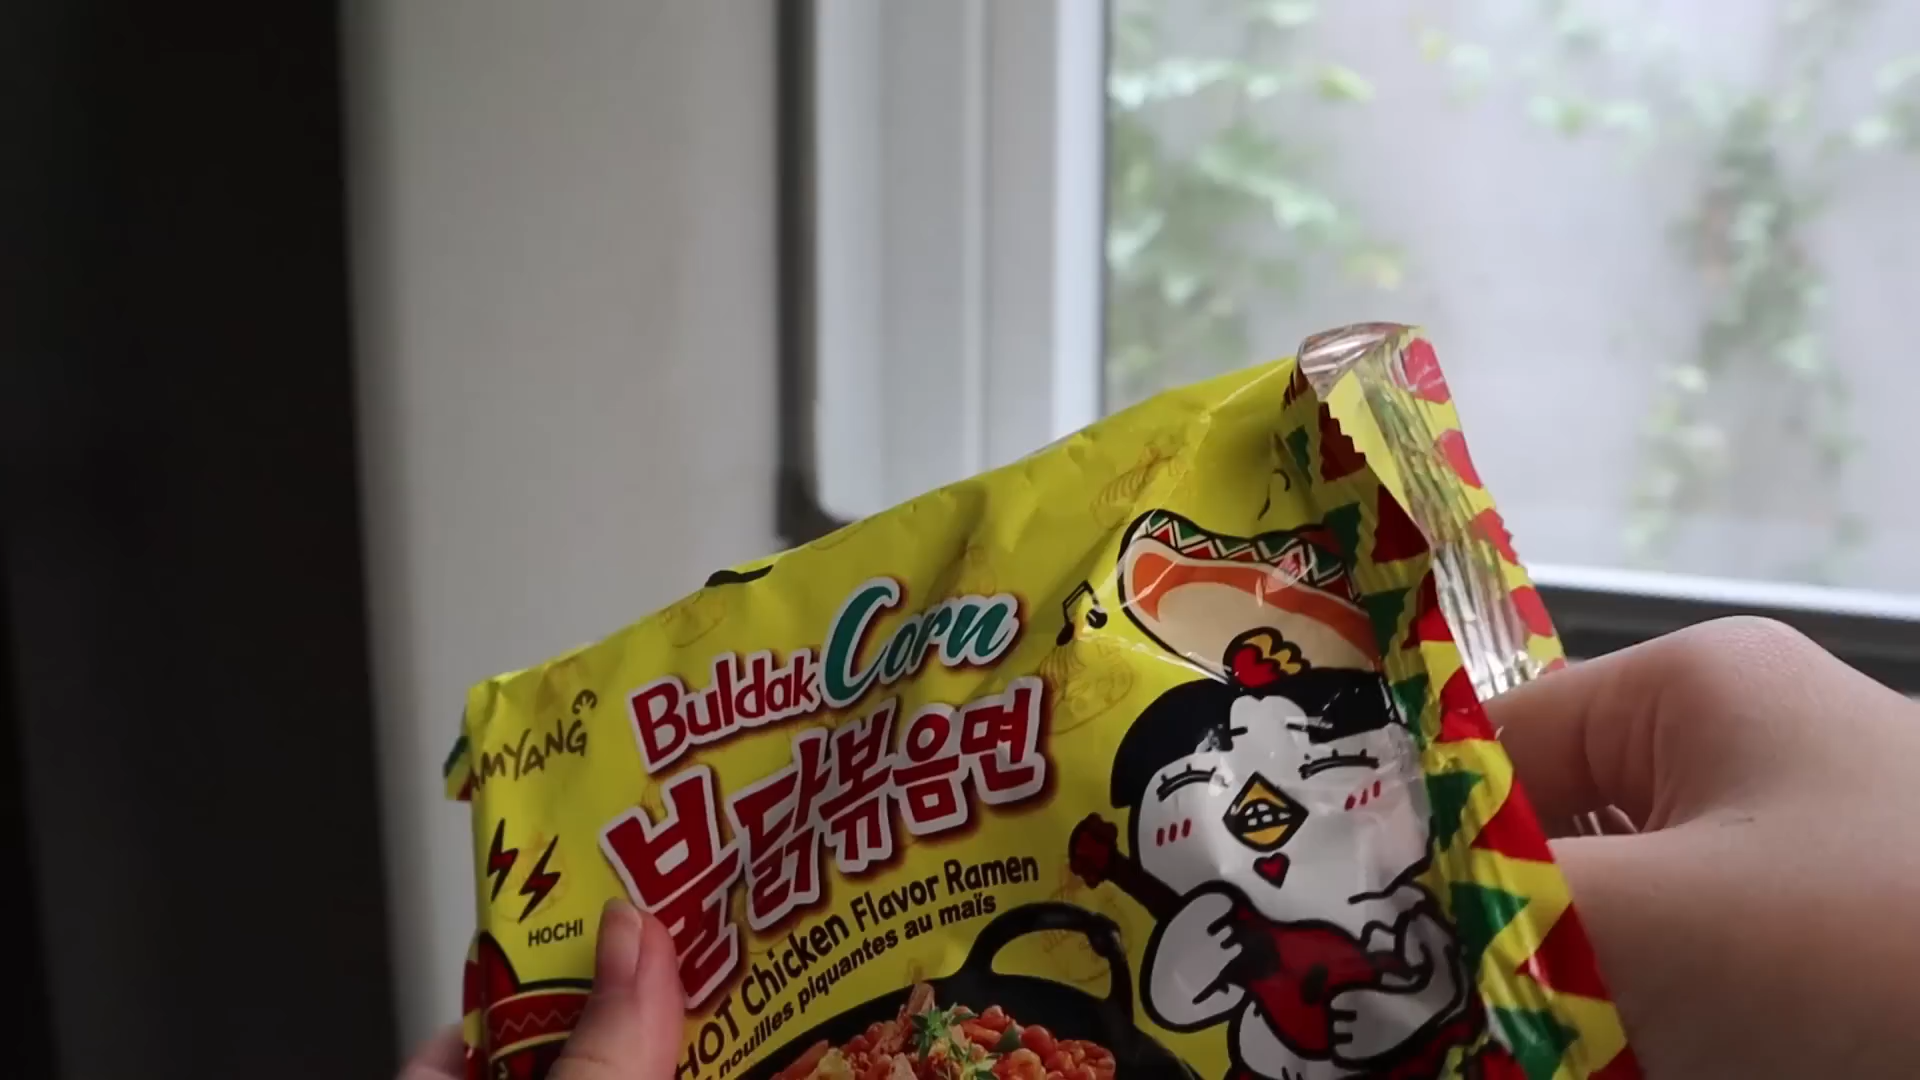 Buldak Corn
AMYANG
불닭볶음면
HOCHI
HOT Chicken Flavor Ramen
nouilles piquantes au maïs